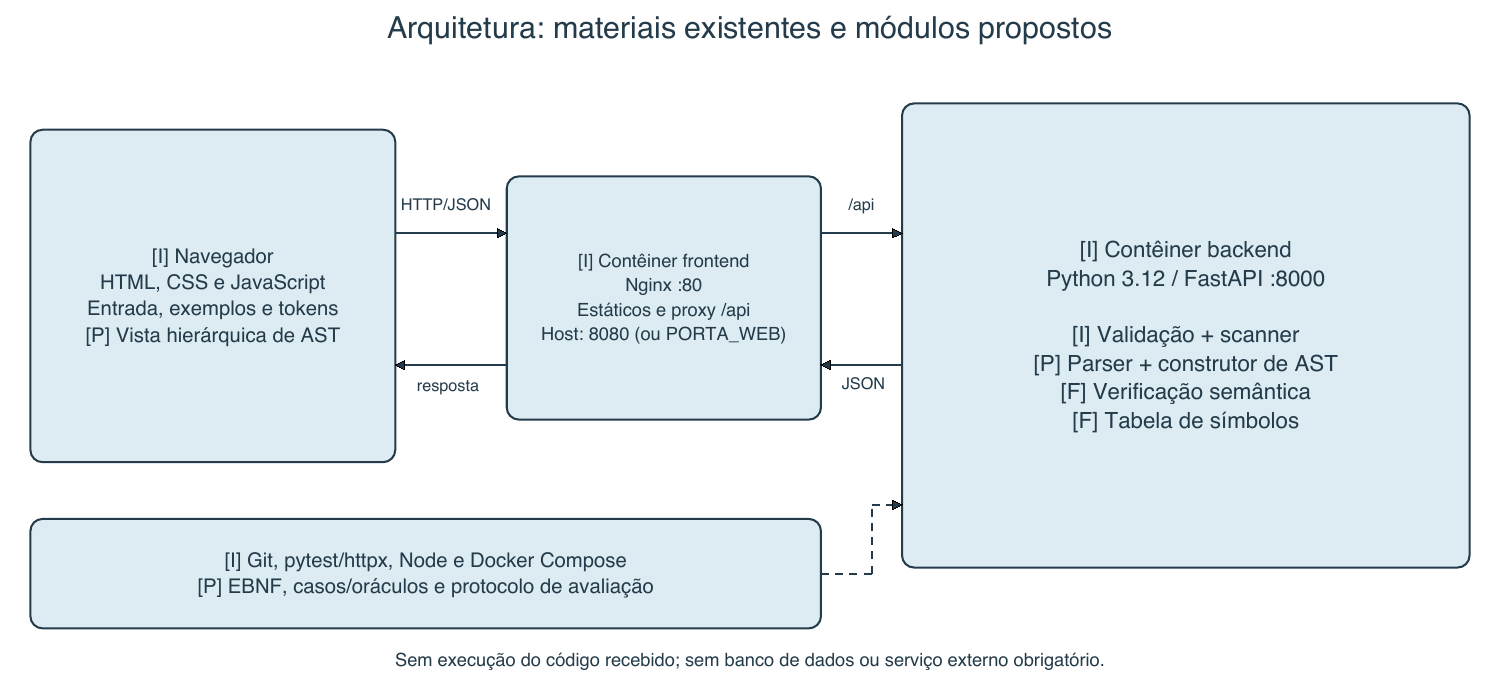 Arquitetura: materiais existentes e módulos propostos
[I] Navegador
HTML, CSS e JavaScript
Entrada, exemplos e tokens
[P] Vista hierárquica de AST
HTTP/JSON
resposta
[I] Contêiner frontend
Nginx :80
Estáticos e proxy /api
Host: 8080 (ou PORTA_WEB)
/api
JSON
[I] Contêiner backend
Python 3.12 / FastAPI :8000
[I] Validação + scanner
[P] Parser + construtor de AST
[F] Verificação semântica
[F] Tabela de símbolos
[I] Git, pytest/httpx, Node e Docker Compose
[P] EBNF, casos/oráculos e protocolo de avaliação
Sem execução do código recebido; sem banco de dados ou serviço externo obrigatório.